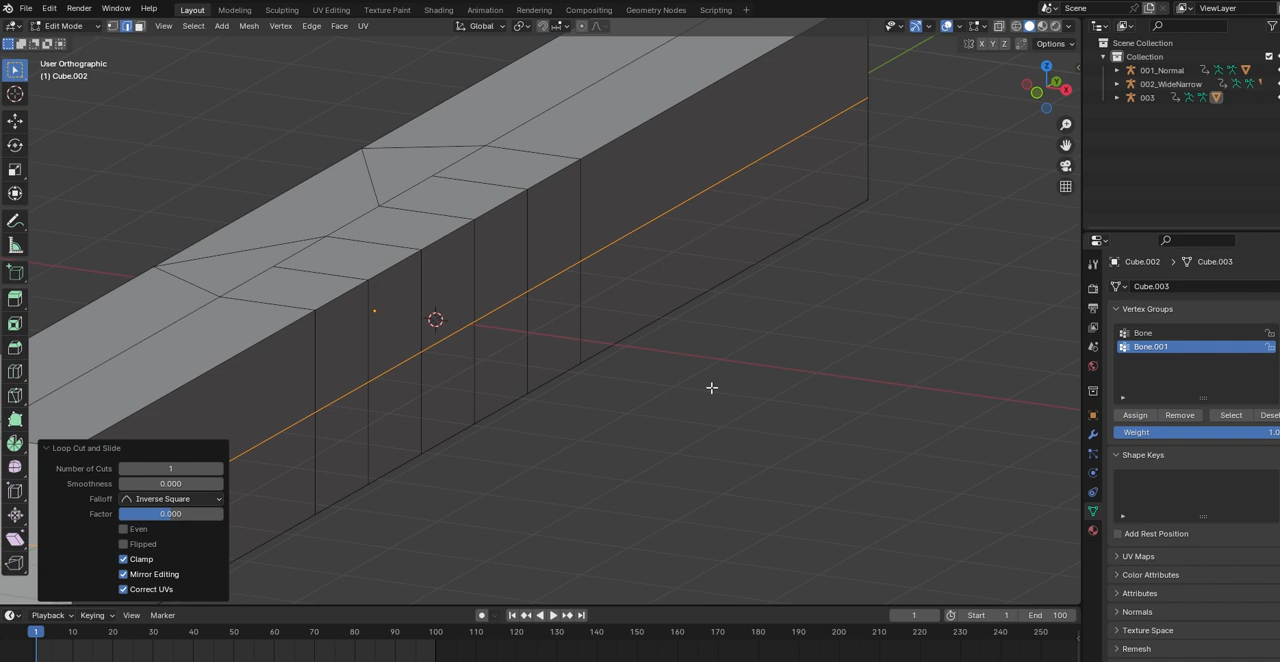 File Edit Render Window Help Layout Modeling Sculpting UV Editing Texture Paint Shading Animation Rendering Compositing Geometry Nodes Scripting + Scene ViewLayer
Edit Mode View Select Add Mesh Vertex Edge Face UV Global
X Y Z Options
User Orthographic
(1) Cube.002
Z
Y
X
Scene Collection
Collection
001_Normal
002_WideNarrow
003
Cube.002 > Cube.003
Cube.003
Vertex Groups
Bone
Bone.001
Assign Remove Select Desel
Weight 1.0
Shape Keys
Add Rest Position
UV Maps
Color Attributes
Attributes
Normals
Texture Space
Remesh
Loop Cut and Slide
Number of Cuts 1
Smoothness 0.000
Falloff Inverse Square
Factor 0.000
Even
Flipped
Clamp
Mirror Editing
Correct UVs
Playback Keying View Marker 1 Start 1 End 100
1 10 20 30 40 50 60 70 80 90 100 110 120 130 140 150 160 170 180 190 200 210 220 230 240 250